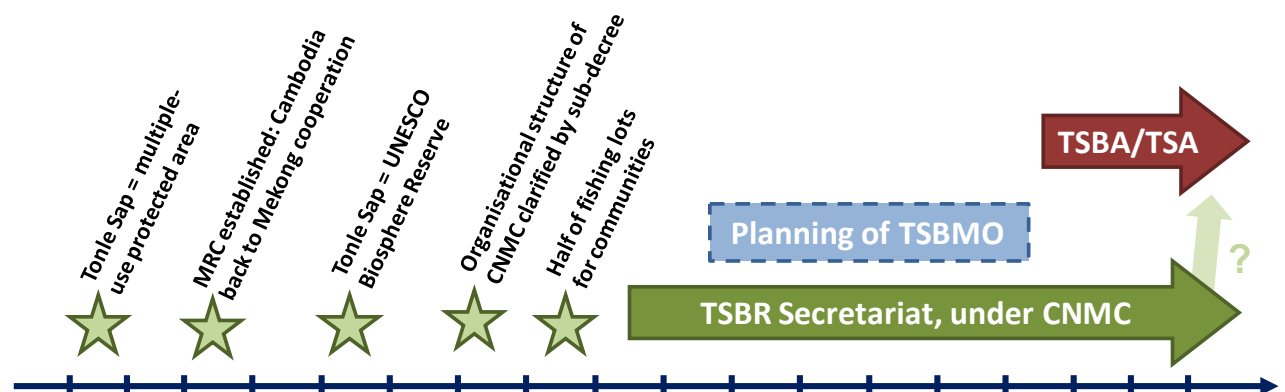 Tonle Sap = multiple-
use protected area
MRC established: Cambodia
back to Mekong cooperation
Tonle Sap = UNESCO
Biosphere Reserve
Organisational structure of
CNMC clarified by sub-decree
Half of fishing lots
for communities
TSBA/TSA
Planning of TSBMO
?
TSBR Secretariat, under CNMC